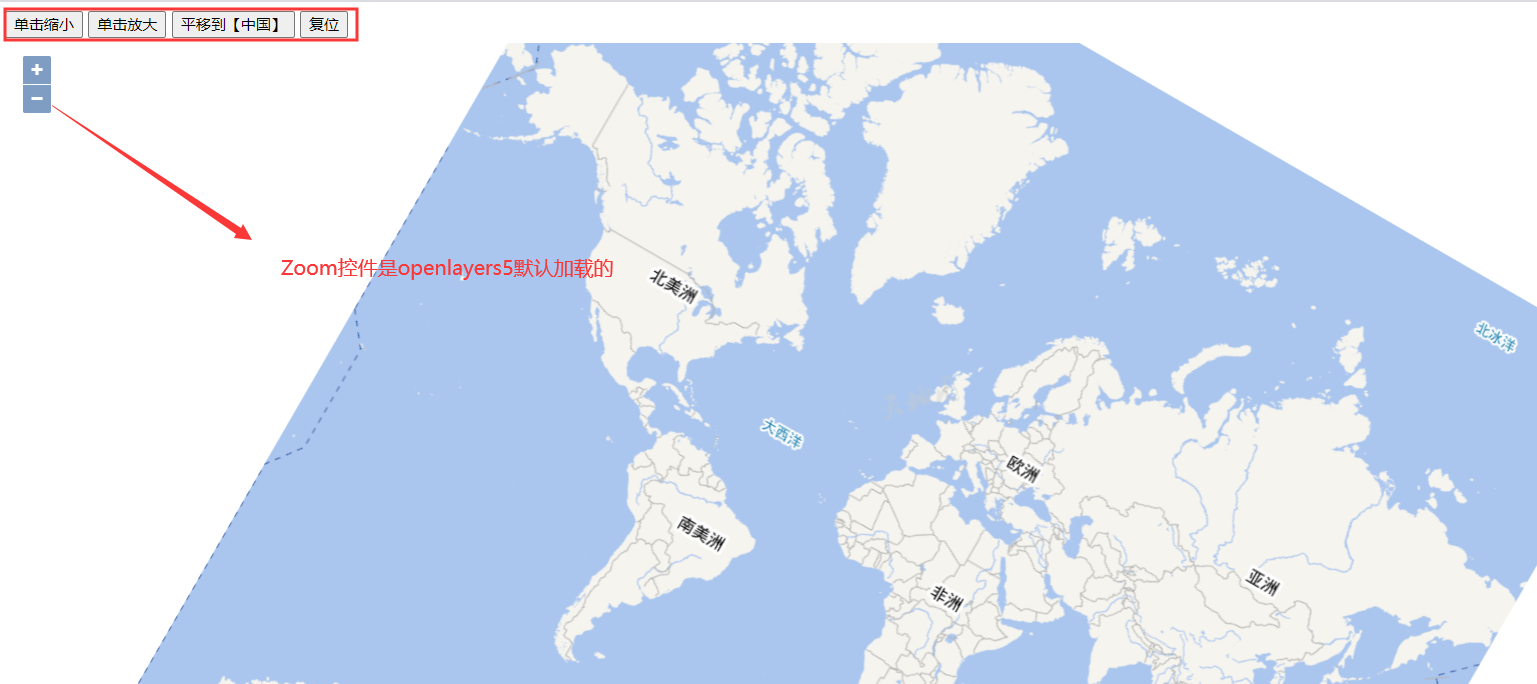 单击缩小 单击放大 平移到【中国】 复位
+
−
Zoom控件是openlayers5默认加载的
北美洲
北冰洋
大西洋
欧洲
南美洲
亚洲
非洲